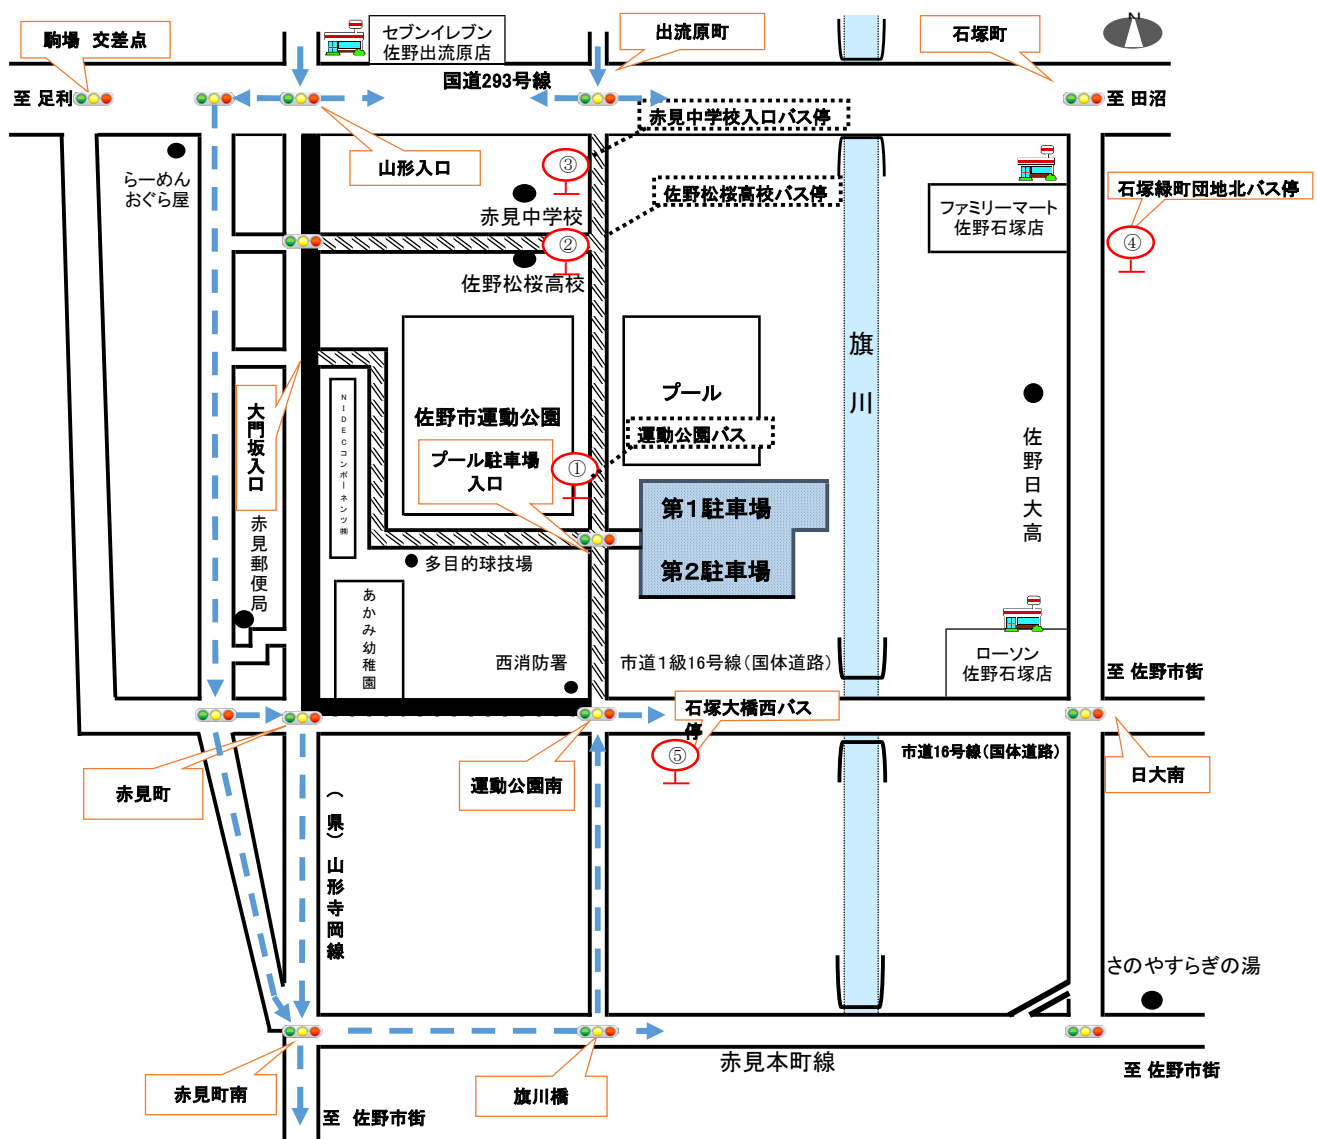 N
駒場 交差点
セブンイレブン
佐野出流原店
出流原町
石塚町
国道293号線
至 足利
至 田沼
赤見中学校入口バス停
山形入口
③
らーめん
おぐら屋
佐野松桜高校バス停
石塚緑町団地北バス停
ファミリーマート
佐野石塚店
赤見中学校
②
④
佐野松桜高校
旗川
プール
佐野市運動公園
大門坂入口
NIDECコンポーネンツ㈱
運動公園バス
佐野日大高
プール駐車場
入口
①
第1駐車場
赤見郵便局
多目的球技場
第2駐車場
あかみ幼稚園
西消防署
市道1級16号線(国体道路)
ローソン
佐野石塚店
至 佐野市街
石塚大橋西バス
停
⑤
市道16号線(国体道路)
赤見町
運動公園南
日大南
(県)山形寺岡線
さのやすらぎの湯
赤見本町線
至 佐野市街
赤見町南
旗川橋
至 佐野市街